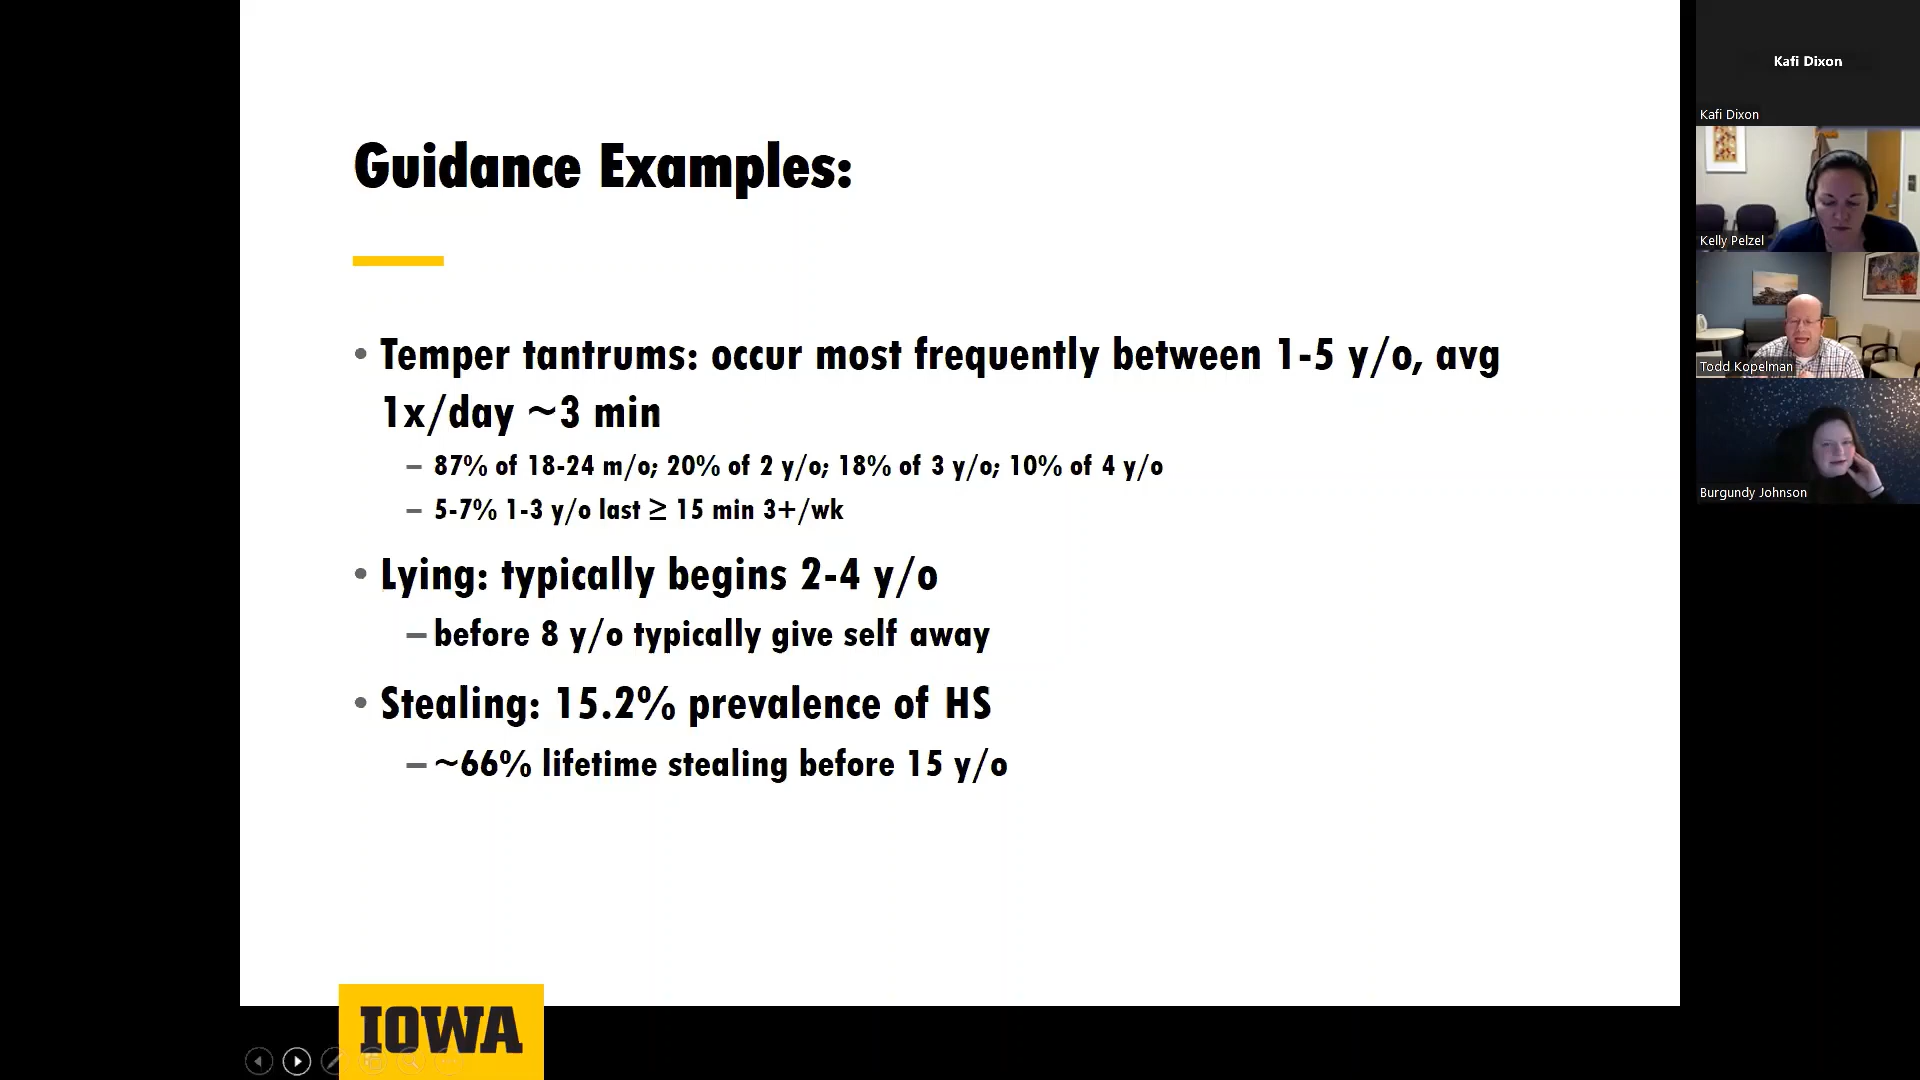 Guidance Examples:
• Temper tantrums: occur most frequently between 1-5 y/o, avg
1x/day ~3 min
– 87% of 18-24 m/o; 20% of 2 y/o; 18% of 3 y/o; 10% of 4 y/o
– 5-7% 1-3 y/o last ≥ 15 min 3+/wk
• Lying: typically begins 2-4 y/o
– before 8 y/o typically give self away
• Stealing: 15.2% prevalence of HS
– ~66% lifetime stealing before 15 y/o
IOWA
Kafi Dixon
Kafi Dixon
Kelly Pelzel
Todd Kopelman
Burgundy Johnson